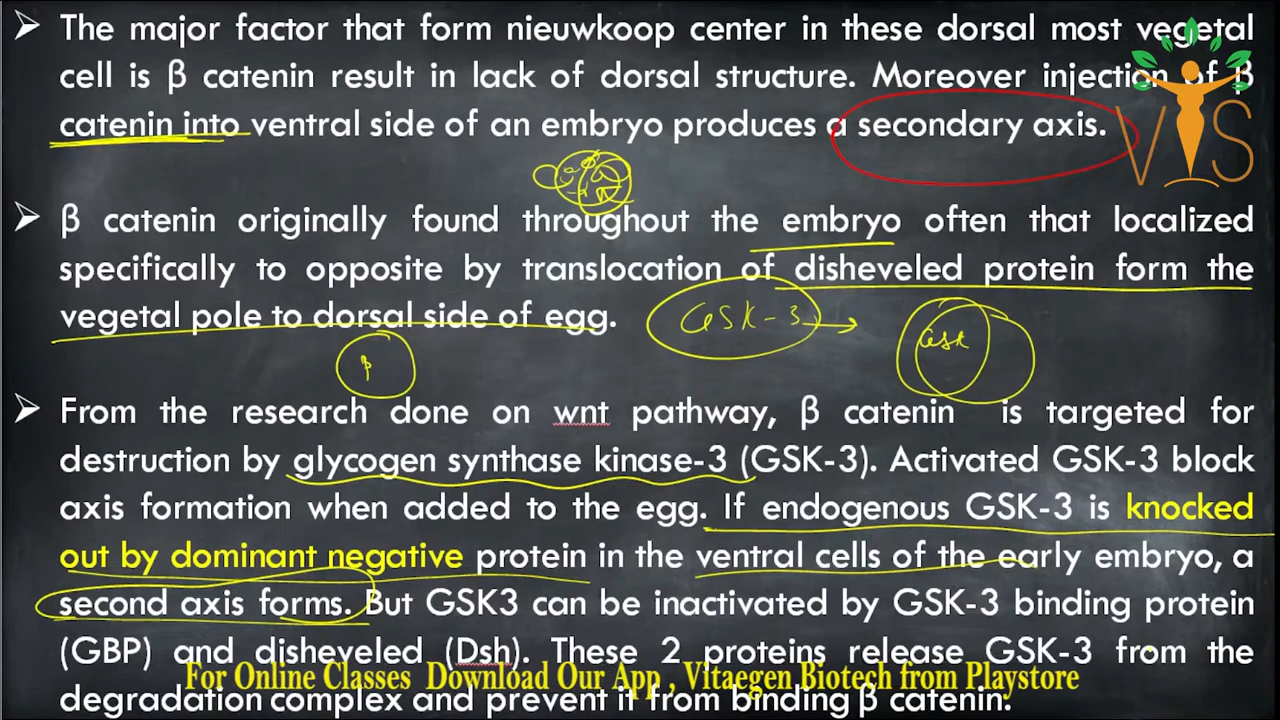 ➤ The major factor that form nieuwkoop center in these dorsal most vegetal
cell is β catenin result in lack of dorsal structure. Moreover injection of β
catenin into ventral side of an embryo produces a secondary axis.
V S
➤ β catenin originally found throughout the embryo often that localized
specifically to opposite by translocation of disheveled protein form the
vegetal pole to dorsal side of egg.
GSK-3 →
GSK
β
➤ From the research done on wnt pathway, β catenin is targeted for
destruction by glycogen synthase kinase-3 (GSK-3). Activated GSK-3 block
axis formation when added to the egg. If endogenous GSK-3 is knocked
out by dominant negative protein in the ventral cells of the early embryo, a
second axis forms. But GSK3 can be inactivated by GSK-3 binding protein
(GBP) and disheveled (Dsh). These 2 proteins release GSK-3 from the
For Online Classes Download Our App , Vitaegen Biotech from Playstore
degradation complex and prevent it from binding β catenin.